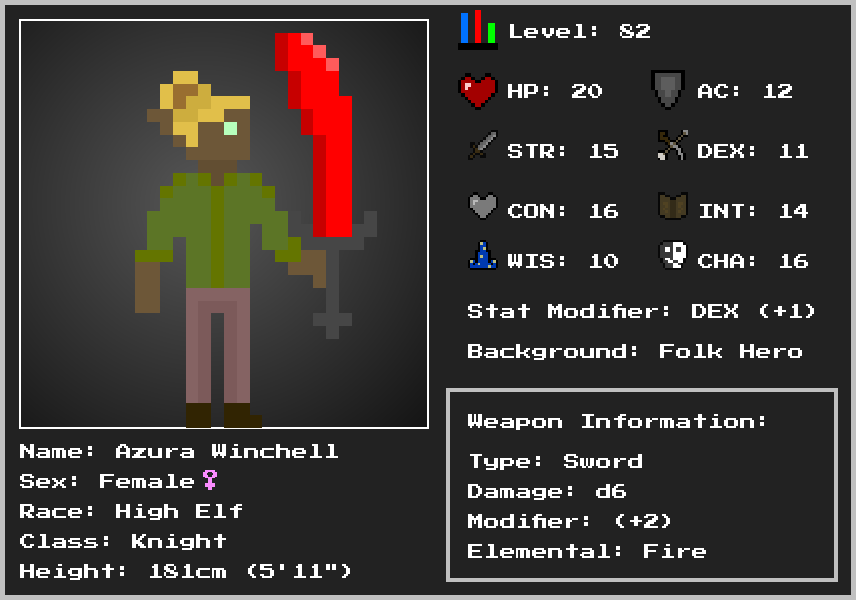 Level: 82
HP: 20
AC: 12
STR: 15
DEX: 11
CON: 16
INT: 14
WIS: 10
CHA: 16
Stat Modifier: DEX (+1)
Background: Folk Hero
Weapon Information:
Type: Sword
Damage: d6
Modifier: (+2)
Elemental: Fire
Name: Azura Winchell
Sex: Female♀
Race: High Elf
Class: Knight
Height: 181cm (5'11")